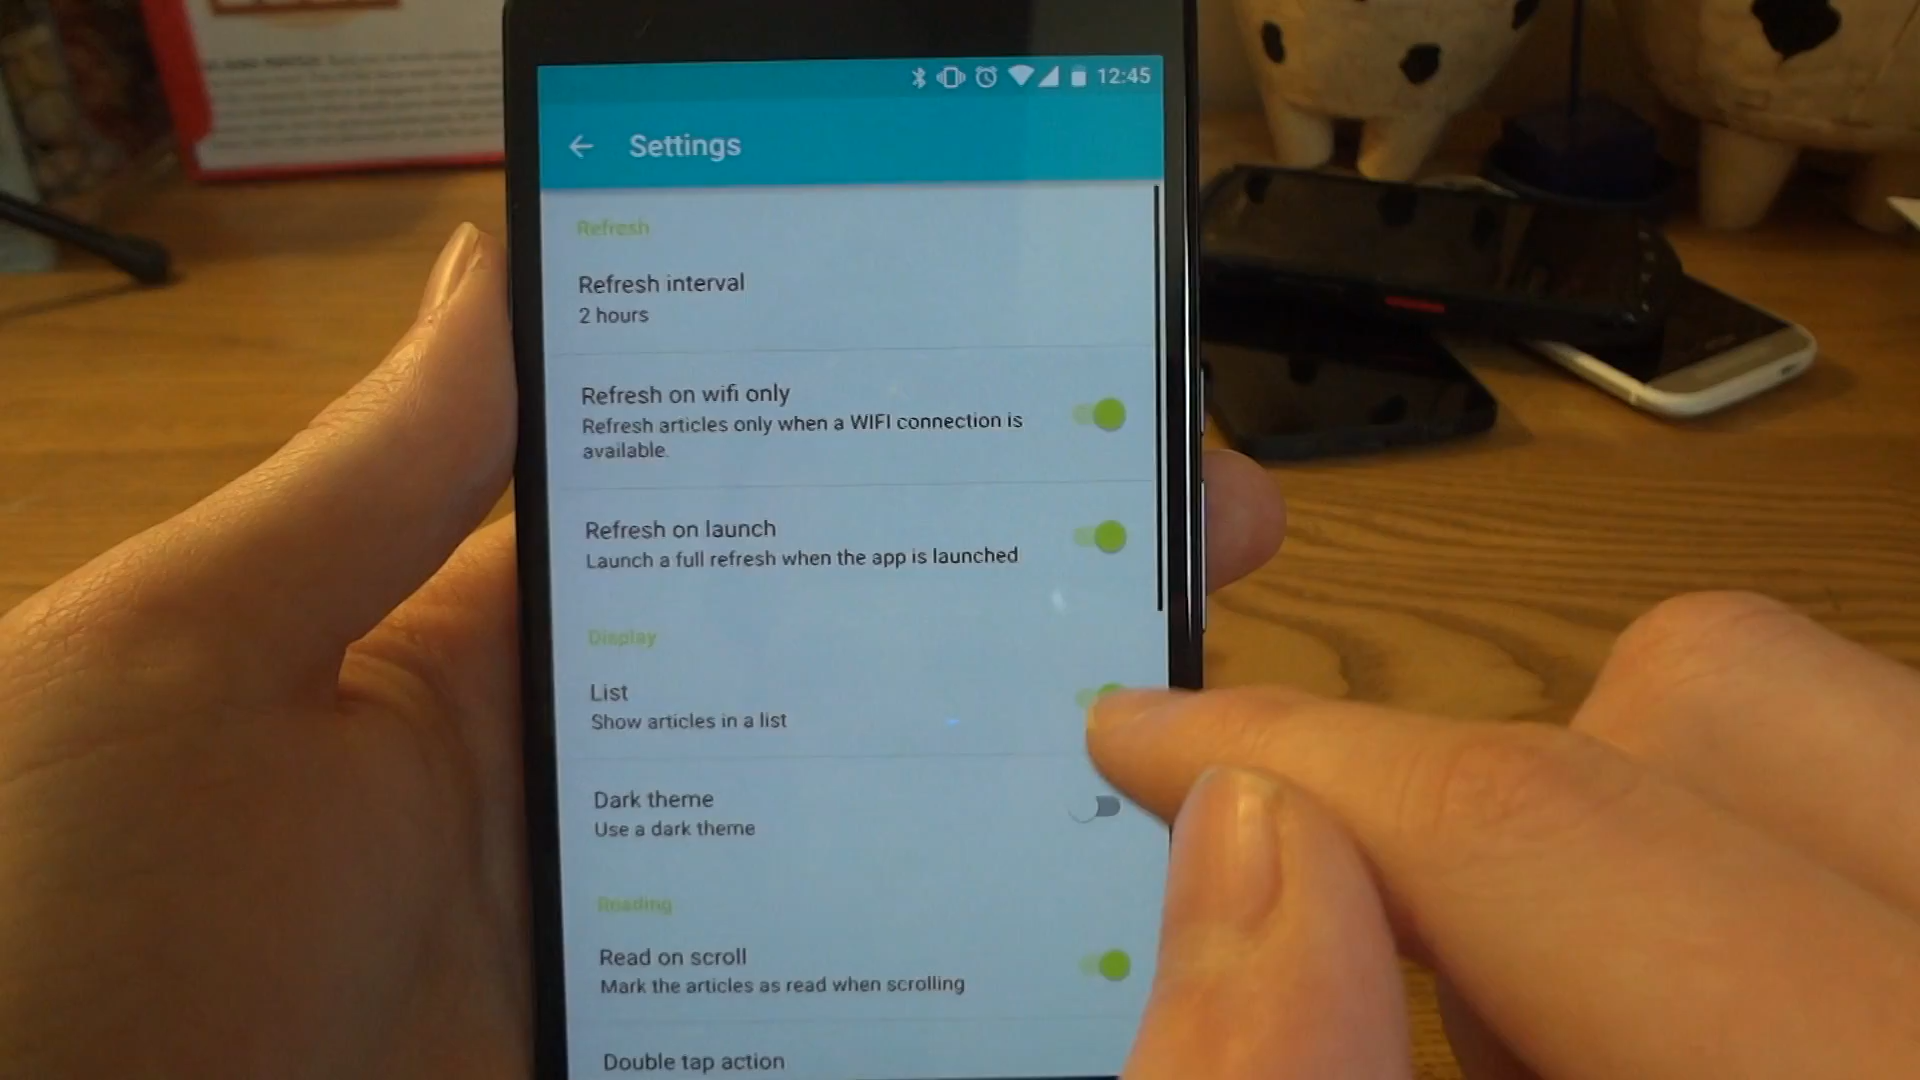 12:45
Settings
Refresh
Refresh interval
2 hours
Refresh on wifi only
Refresh articles only when a WIFI connection is
available.
Refresh on launch
Launch a full refresh when the app is launched
Display
List
Show articles in a list
Dark theme
Use a dark theme
Reading
Read on scroll
Mark the articles as read when scrolling
Double tap action